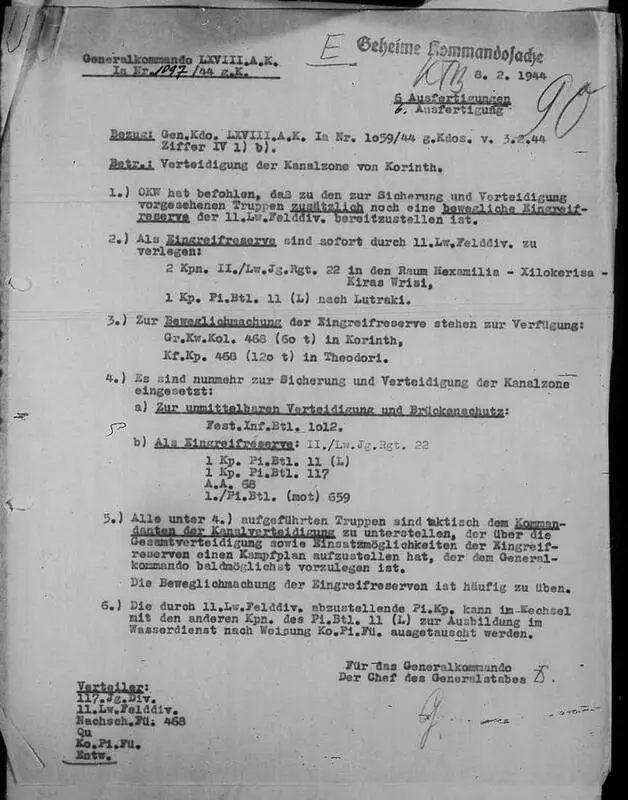 E
Geheime Kommandosache
Generalkommando LXVIII.A.K.
Ia Nr. 1097/44 g.K.
KTB 8. 2. 1944
6 Ausfertigungen
6. Ausfertigung
90
Bezug: Gen.Kdo. LXVIII.A.K. Ia Nr. 1o59/44 g.Kdos. v. 3.2.44
Ziffer IV 1) b).
Betr.: Verteidigung der Kanalzone von Korinth.
1.) OKW hat befohlen, daß zu den zur Sicherung und Verteidigung
vorgesehenen Truppen zusätzlich noch eine bewegliche Eingreif-
reserve der 11.Lw.Felddiv. bereitzustellen ist.
2.) Als Eingreifreserve sind sofort durch 11.Lw.Felddiv. zu
verlegen:
2 Kpn. II./Lw.Jg.Rgt. 22 in den Raum Hexamilia - Xilokerisa -
Kiras Wrisi,
1 Kp. Pi.Btl. 11 (L) nach Lutraki.
3.) Zur Beweglichmachung der Eingreifreserve stehen zur Verfügung:
Gr.Kw.Kol. 468 (6o t) in Korinth,
Kf.Kp. 468 (12o t) in Theodori.
4.) Es sind nunmehr zur Sicherung und Verteidigung der Kanalzone
eingesetzt:
a) Zur unmittelbaren Verteidigung und Brückenschutz:
Fest.Inf.Btl. 1o12.
b) Als Eingreifreserve: II./Lw.Jg.Rgt. 22
1 Kp. Pi.Btl. 11 (L)
1 Kp. Pi.Btl. 117
A.A. 68
1./Pi.Btl. (mot) 659
5.) Alle unter 4.) aufgeführten Truppen sind taktisch dem Komman-
danten der Kanalverteidigung zu unterstellen, der über die
Gesamtverteidigung sowie Einsatzmöglichkeiten der Eingreif-
reserven einen Kampfplan aufzustellen hat, der dem General-
kommando baldmöglichst vorzulegen ist.
Die Beweglichmachung der Eingreifreserven ist häufig zu üben.
6.) Die durch 11.Lw.Felddiv. abzustellende Pi.Kp. kann im Wechsel
mit den anderen Kpn. des Pi.Btl. 11 (L) zur Ausbildung im
Wasserdienst nach Weisung Ko.Pi.Fü. ausgetauscht werden.
Für das Generalkommando
Der Chef des Generalstabes
Verteiler:
117.Jg.Div.
11.Lw.Felddiv.
Nachsch.Fü. 468
Qu
Ko.Pi.Fü.
Entw.